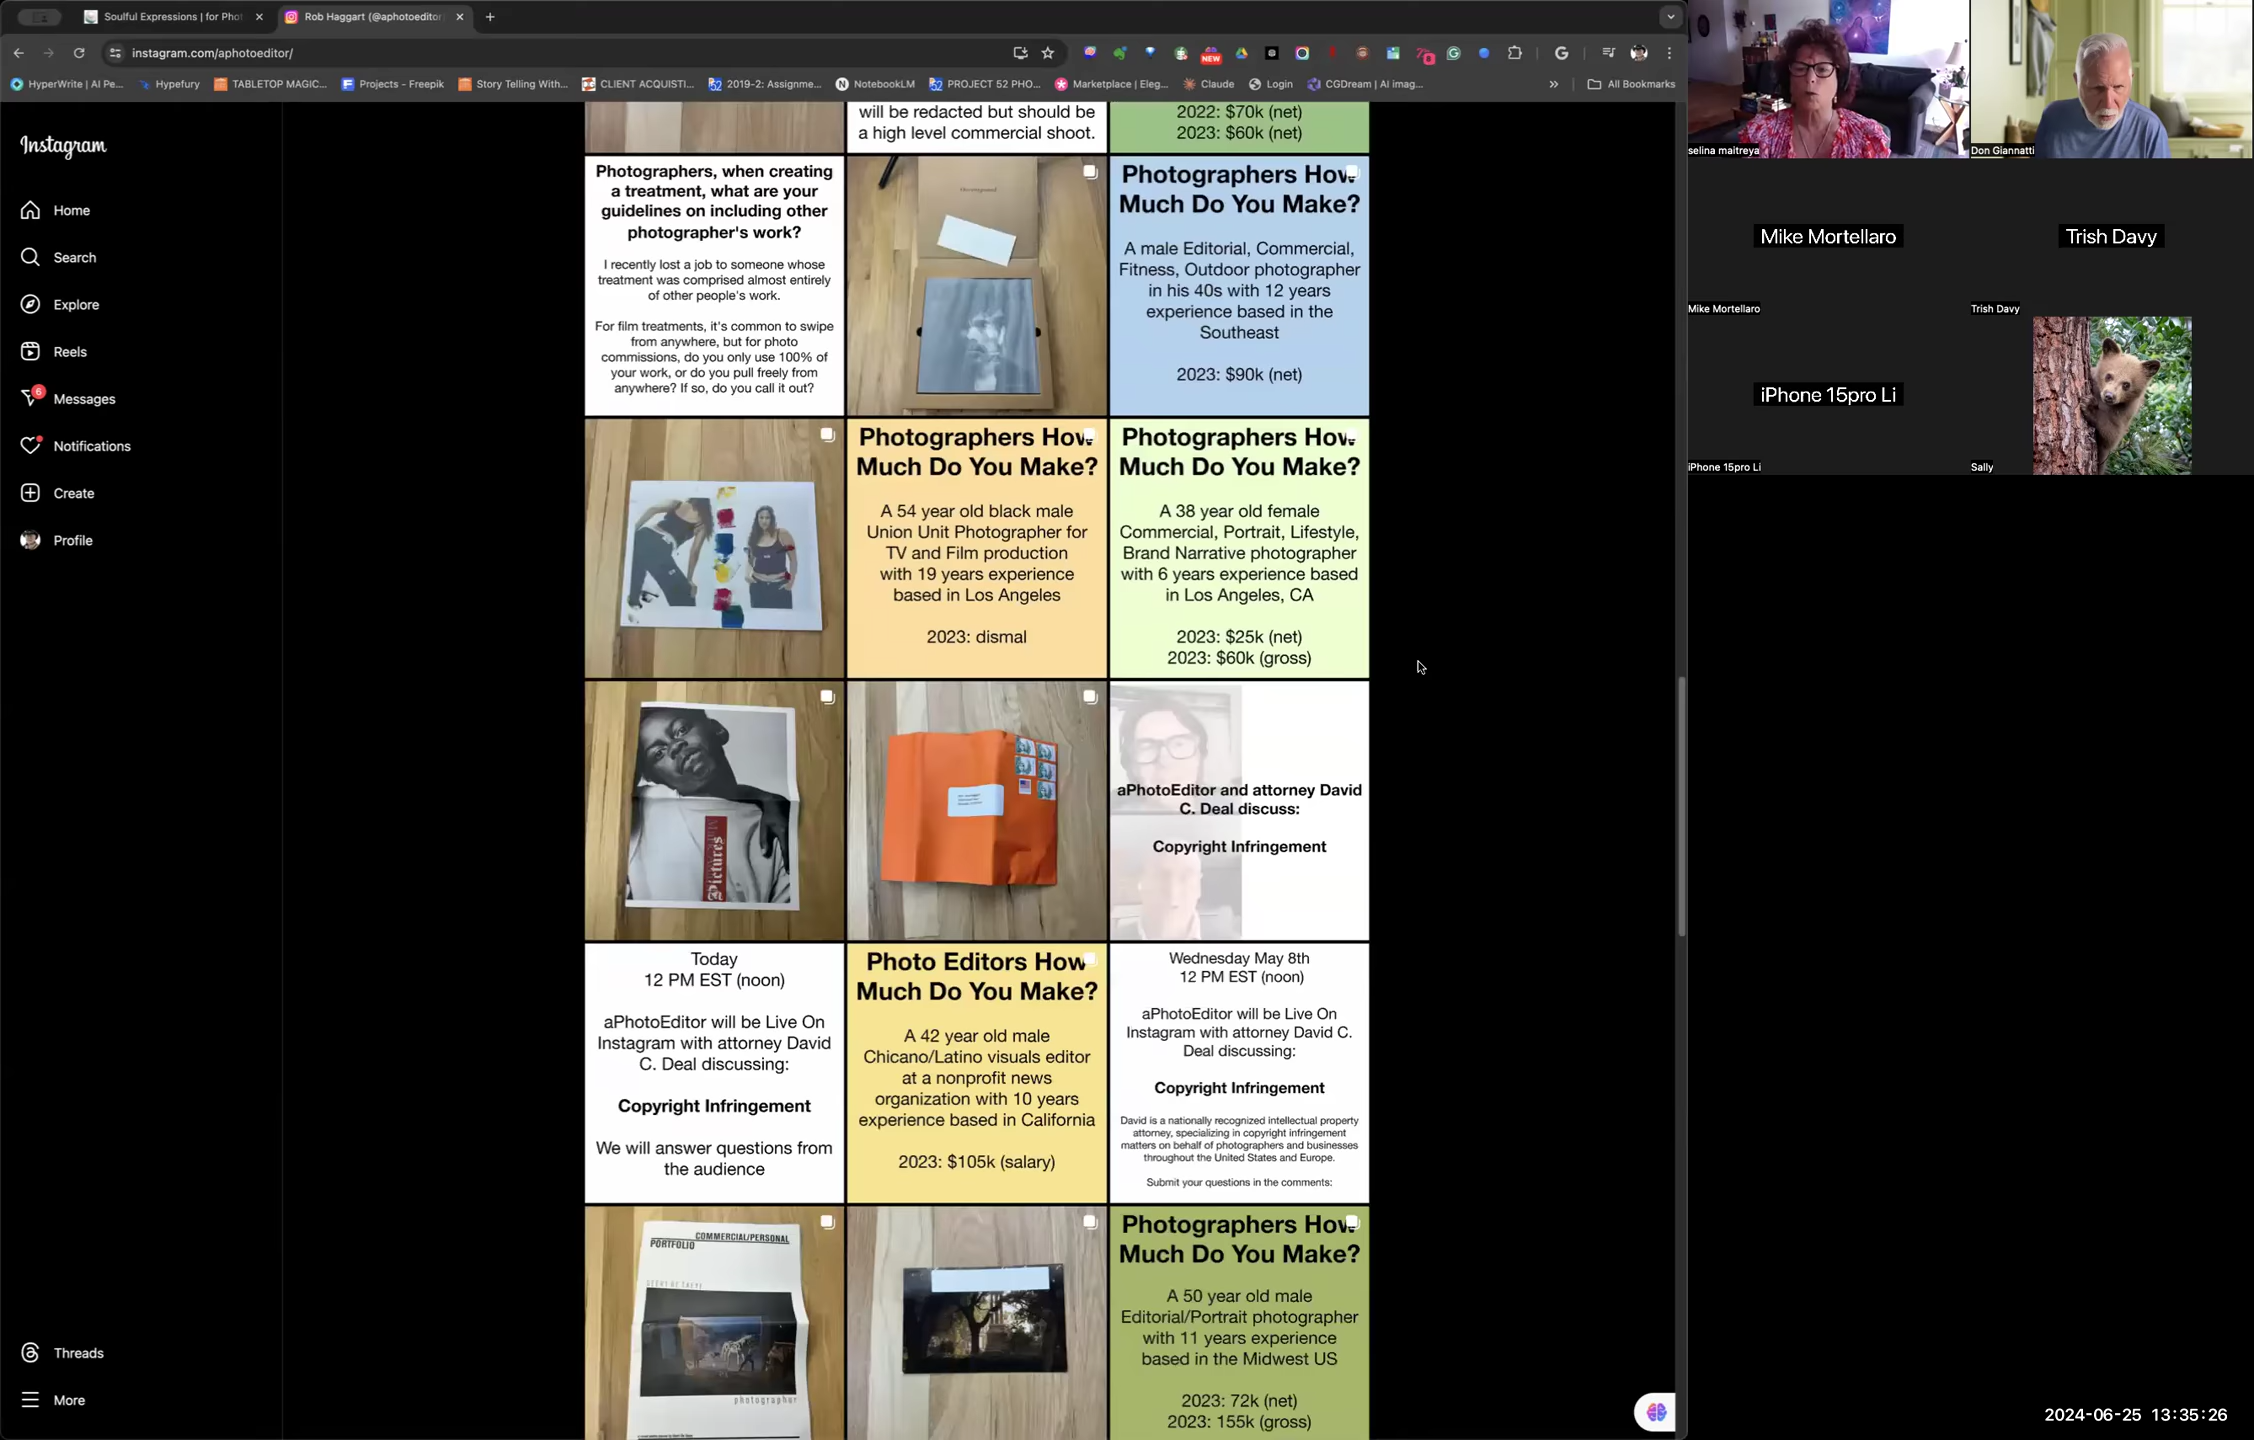 Soulful Expressions | for Pho
Rob Haggart (@aphotoeditor
instagram.com/aphotoeditor/
NEW
HyperWrite | AI Pe...
Hypefury
TABLETOP MAGIC...
Projects - Freepik
Story Telling With...
CLIENT ACQUISTI...
2019-2: Assignme...
NotebookLM
PROJECT 52 PHO...
Marketplace | Eleg...
Claude
Login
CGDream | AI imag...
All Bookmarks
Instagram
Home
Search
Explore
Reels
6
Messages
Notifications
Create
Profile
Threads
More
will be redacted but should be
a high level commercial shoot.
2022: $70k (net)
2023: $60k (net)
Photographers, when creating
a treatment, what are your
guidelines on including other
photographer's work?
I recently lost a job to someone whose
treatment was comprised almost entirely
of other people's work.
For film treatments, it's common to swipe
from anywhere, but for photo
commissions, do you only use 100% of
your work, or do you pull freely from
anywhere? If so, do you call it out?
Photographers How
Much Do You Make?
A male Editorial, Commercial,
Fitness, Outdoor photographer
in his 40s with 12 years
experience based in the
Southeast
2023: $90k (net)
Photographers How
Much Do You Make?
A 54 year old black male
Union Unit Photographer for
TV and Film production
with 19 years experience
based in Los Angeles
2023: dismal
Photographers How
Much Do You Make?
A 38 year old female
Commercial, Portrait, Lifestyle,
Brand Narrative photographer
with 6 years experience based
in Los Angeles, CA
2023: $25k (net)
2023: $60k (gross)
Pictures
aPhotoEditor and attorney David
C. Deal discuss:
Copyright Infringement
Today
12 PM EST (noon)
aPhotoEditor will be Live On
Instagram with attorney David
C. Deal discussing:
Copyright Infringement
We will answer questions from
the audience
Photo Editors How
Much Do You Make?
A 42 year old male
Chicano/Latino visuals editor
at a nonprofit news
organization with 10 years
experience based in California
2023: $105k (salary)
Wednesday May 8th
12 PM EST (noon)
aPhotoEditor will be Live On
Instagram with attorney David C.
Deal discussing:
Copyright Infringement
David is a nationally recognized intellectual property
attorney, specializing in copyright infringement
matters on behalf of photographers and businesses
throughout the United States and Europe.
Submit your questions in the comments:
COMMERCIAL/PERSONAL
PORTFOLIO
photographer
Photographers How
Much Do You Make?
A 50 year old male
Editorial/Portrait photographer
with 11 years experience
based in the Midwest US
2023: 72k (net)
2023: 155k (gross)
selina maitreya
Don Giannatti
Mike Mortellaro
Trish Davy
Mike Mortellaro
Trish Davy
iPhone 15pro Li
iPhone 15pro Li
Sally
2024-06-25 13:35:26